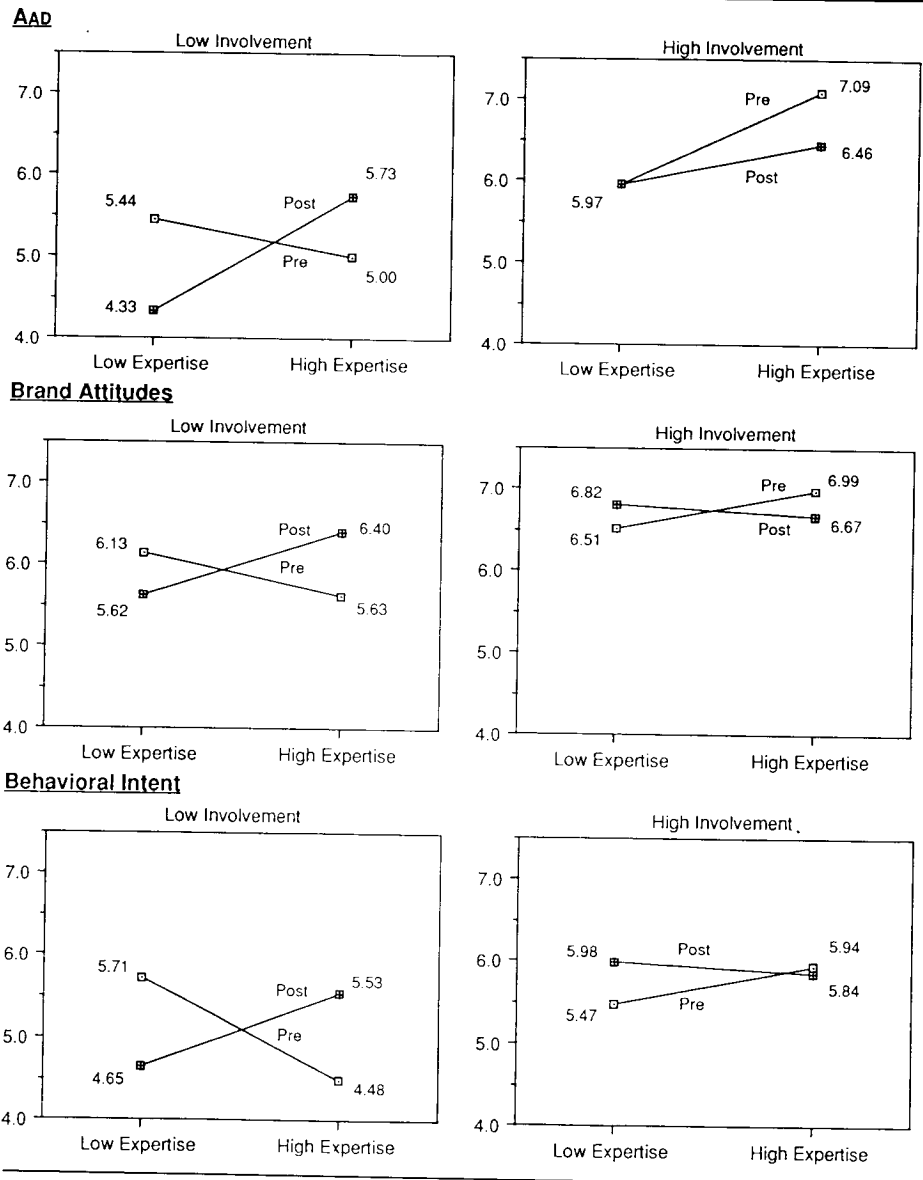 AAD
Low Involvement
7.0
6.0
5.0
4.0
5.44
4.33
Post
Pre
5.73
5.00
Low Expertise High Expertise
High Involvement
7.0
6.0
5.0
4.0
5.97
Pre
Post
7.09
6.46
Low Expertise High Expertise
Brand Attitudes
Low Involvement
7.0
6.0
5.0
4.0
6.13
5.62
Post
Pre
6.40
5.63
Low Expertise High Expertise
High Involvement
7.0
6.0
5.0
4.0
6.82
6.51
Pre
Post
6.99
6.67
Low Expertise High Expertise
Behavioral Intent
Low Involvement
7.0
6.0
5.0
4.0
5.71
4.65
Post
Pre
5.53
4.48
Low Expertise High Expertise
High Involvement
7.0
6.0
5.0
4.0
5.98
5.47
Post
Pre
5.94
5.84
Low Expertise High Expertise